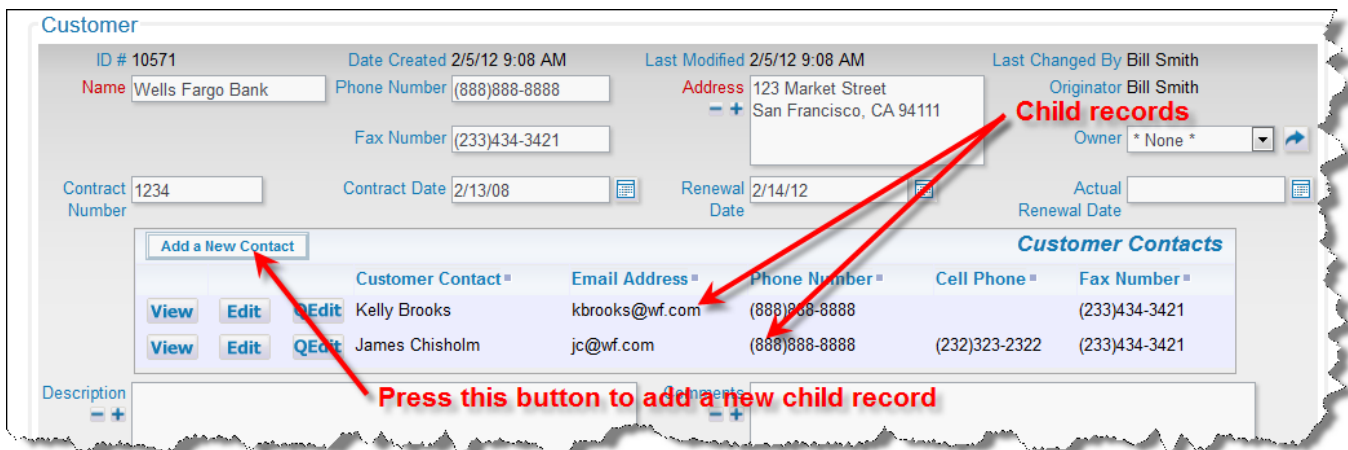 Customer
ID # 10571 Date Created 2/5/12 9:08 AM Last Modified 2/5/12 9:08 AM Last Changed By Bill Smith
Name Wells Fargo Bank Phone Number (888)888-8888 Address 123 Market Street Originator Bill Smith
San Francisco, CA 94111 Child records
Fax Number (233)434-3421 Owner * None *
Contract 1234 Contract Date 2/13/08 Renewal 2/14/12 Actual
Number Date Renewal Date
Add a New Contact Customer Contacts
Customer Contact Email Address Phone Number Cell Phone Fax Number
View Edit QEdit Kelly Brooks kbrooks@wf.com (888)888-8888 (233)434-3421
View Edit QEdit James Chisholm jc@wf.com (888)888-8888 (232)323-2322 (233)434-3421
Description Comments
Press this button to add a new child record